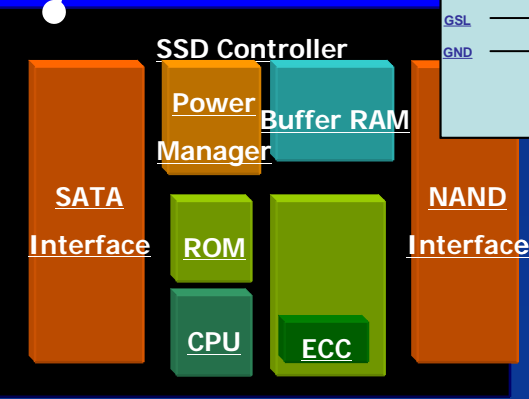 GSL
GND
SSD Controller
Power
Manager
Buffer RAM
SATA
Interface
ROM
CPU
ECC
NAND
Interface